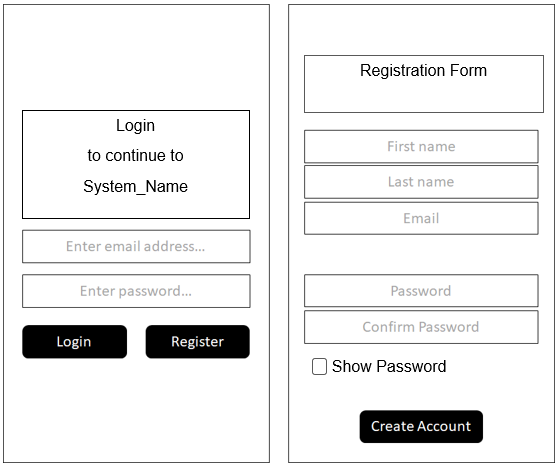 Login
to continue to
System_Name
Enter email address...
Enter password...
Login
Register
Registration Form
First name
Last name
Email
Password
Confirm Password
Show Password
Create Account